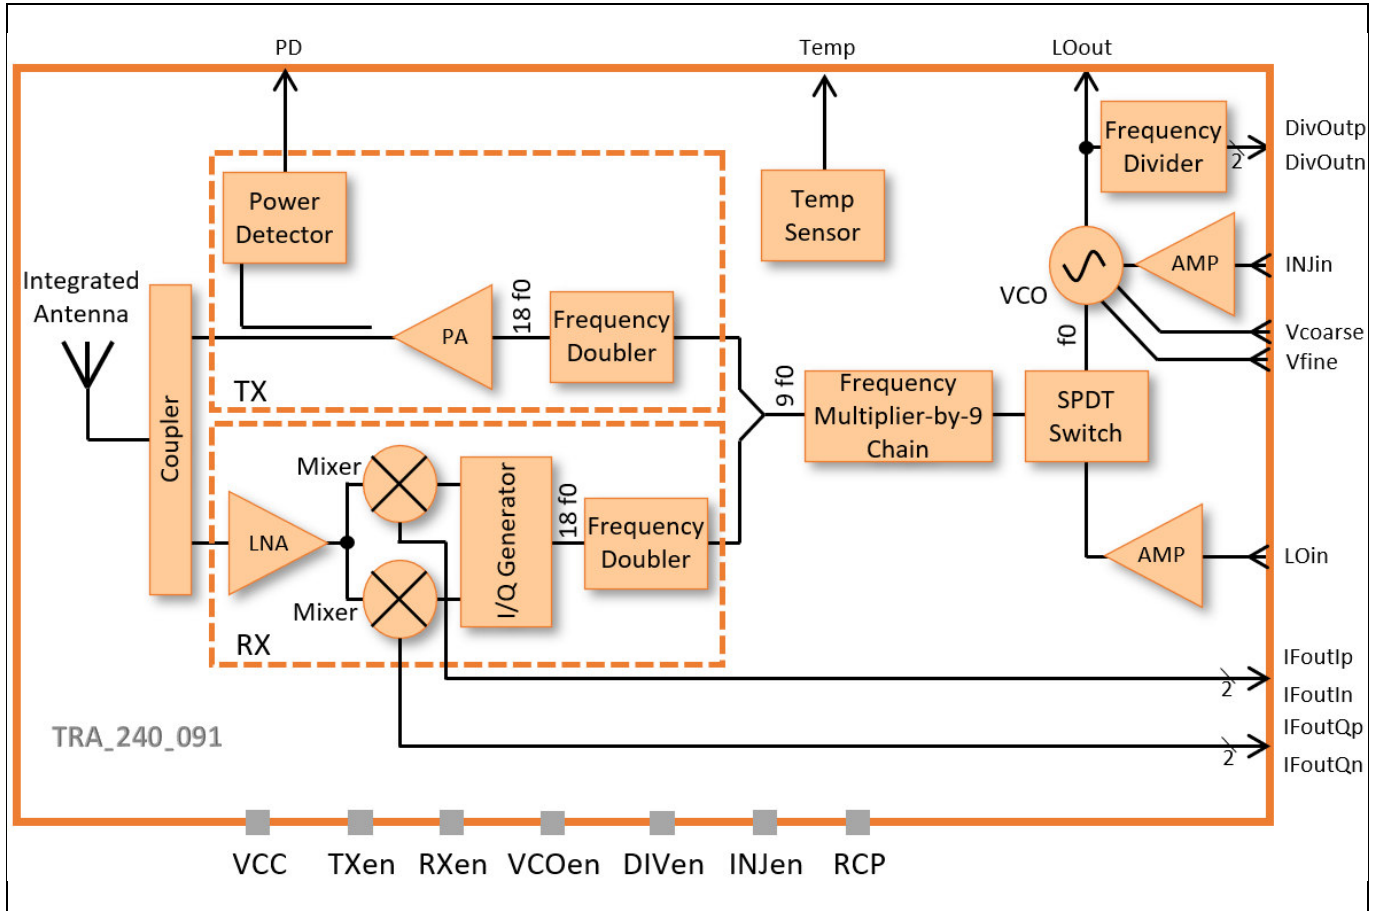 PD
Temp
LOout
Frequency
Divider
2
DivOutp
DivOutn
Power
Detector
Temp
Sensor
AMP
INJin
VCO
Vcoarse
Vfine
f0
Integrated
Antenna
Coupler
PA
18 f0
Frequency
Doubler
TX
9 f0
Frequency
Multiplier-by-9
Chain
SPDT
Switch
Mixer
LNA
Mixer
I/Q Generator
18 f0
Frequency
Doubler
RX
AMP
LOin
2
IFoutIp
IFoutIn
2
IFoutQp
IFoutQn
TRA_240_091
VCC
TXen
RXen
VCOen
DIVen
INJen
RCP